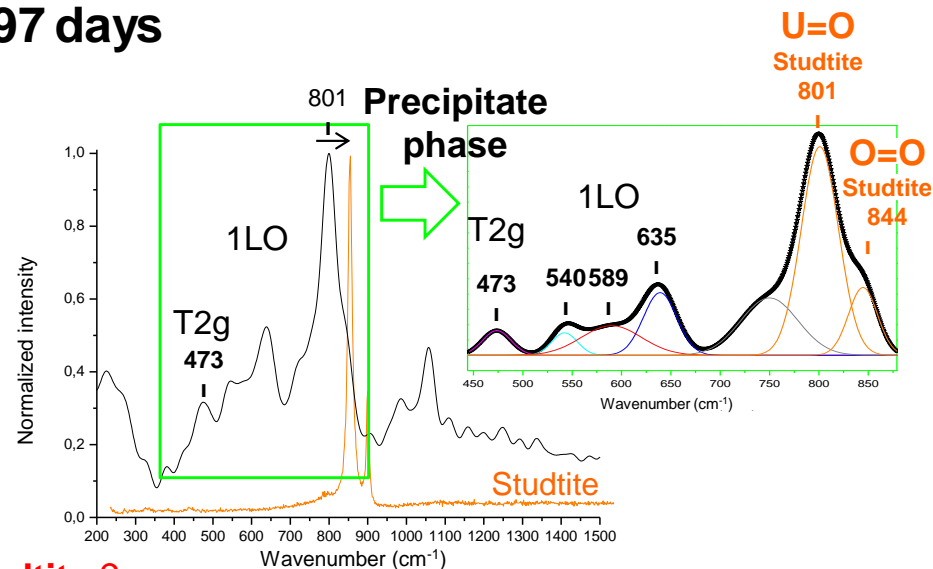 97 days
U=O
Studtite
801
801
Precipitate
phase
O=O
Studtite
844
1LO
T2g
473
1LO
T2g
473
540
589
635
Studtite
1,0
0,8
0,6
0,4
0,2
0,0
Normalized intensity
200 300 400 500 600 700 800 900 1000 1100 1200 1300 1400 1500
Wavenumber (cm-1)
450 500 550 600 650 700 750 800 850
Wavenumber (cm-1)